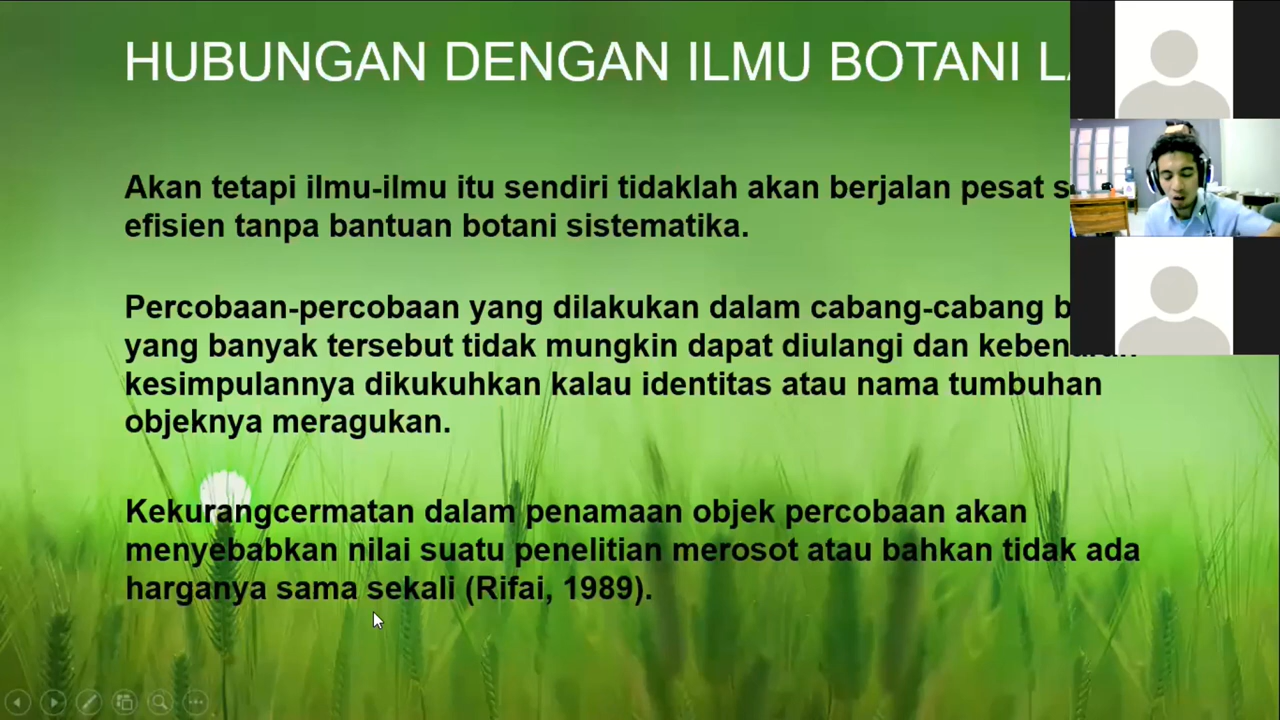 HUBUNGAN DENGAN ILMU BOTANI
Akan tetapi ilmu-ilmu itu sendiri tidaklah akan berjalan pesat
efisien tanpa bantuan botani sistematika.
Percobaan-percobaan yang dilakukan dalam cabang-cabang
yang banyak tersebut tidak mungkin dapat diulangi dan kebenaran
kesimpulannya dikukuhkan kalau identitas atau nama tumbuhan
objeknya meragukan.
Kekurangcermatan dalam penamaan objek percobaan akan
menyebabkan nilai suatu penelitian merosot atau bahkan tidak ada
harganya sama sekali (Rifai, 1989).